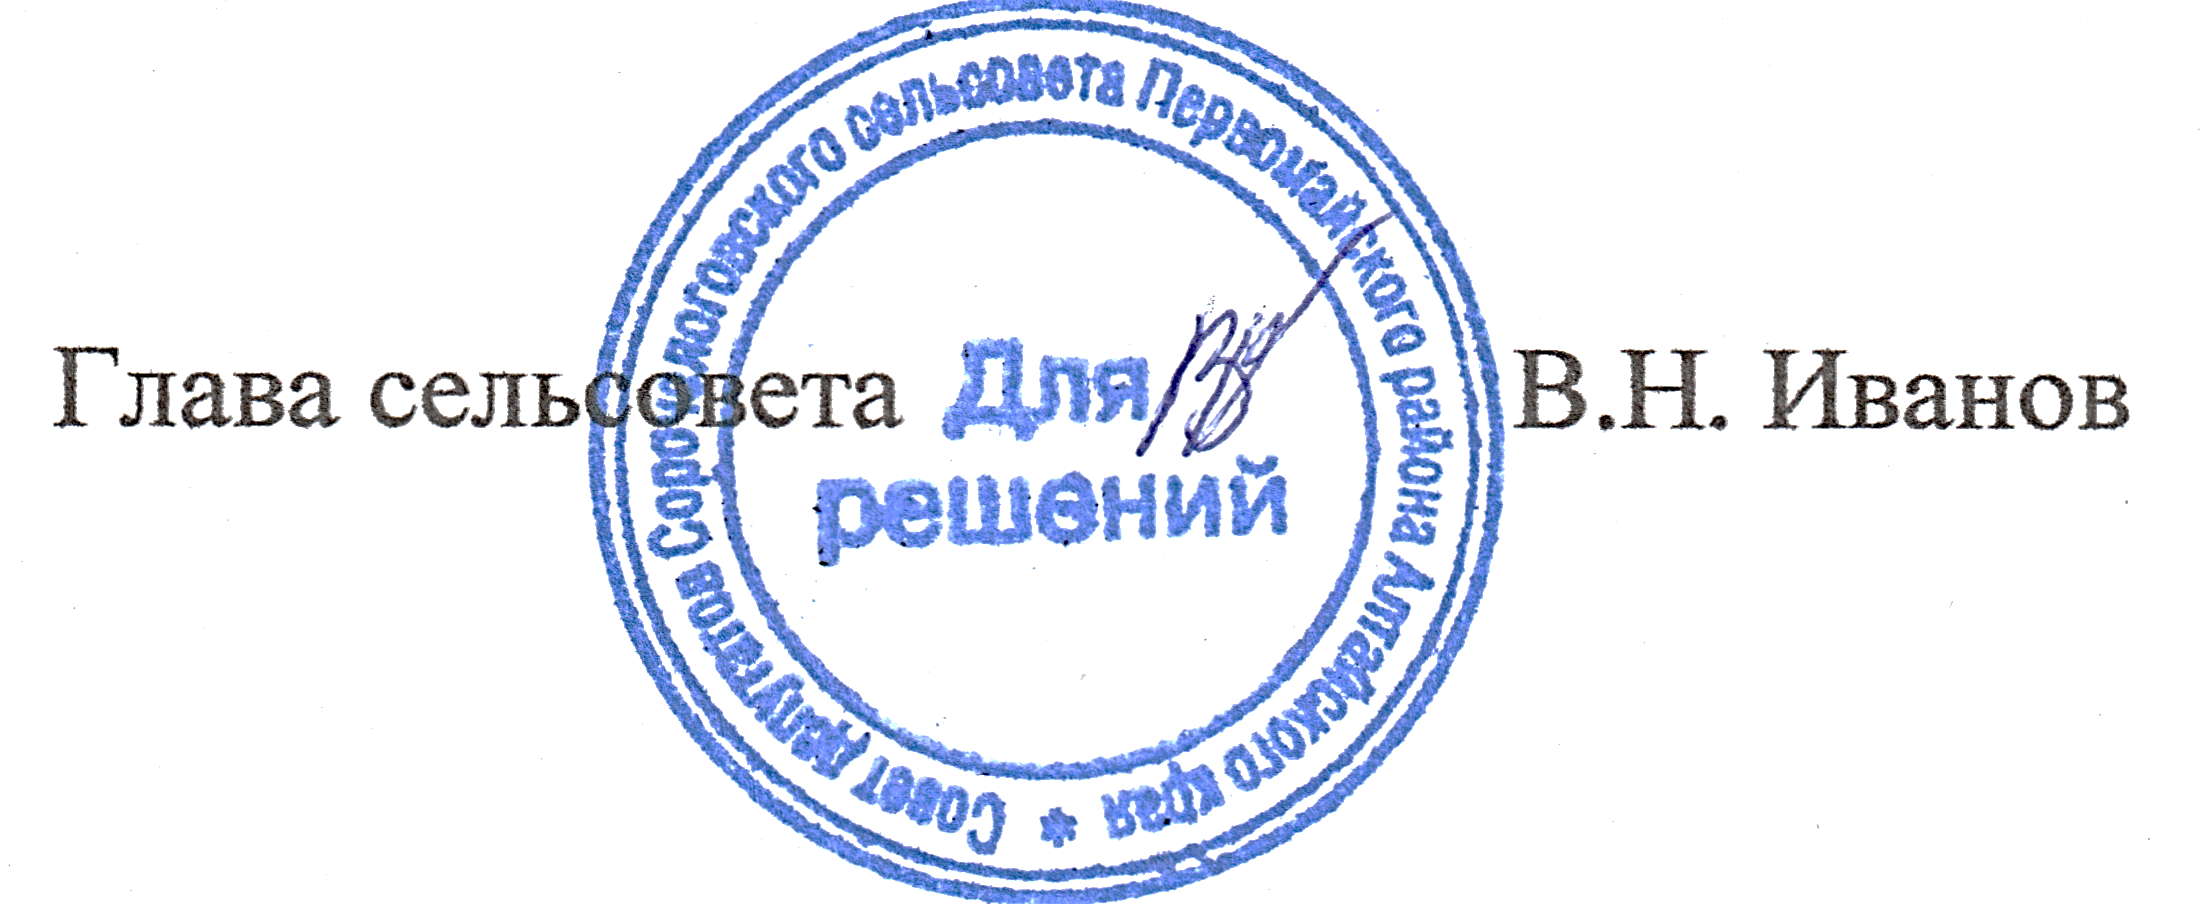 Глава сельсовета
В.Н. Иванов
Для
решений
Совет депутатов Сорочелоговского сельсовета Первомайского района Алтайского края *